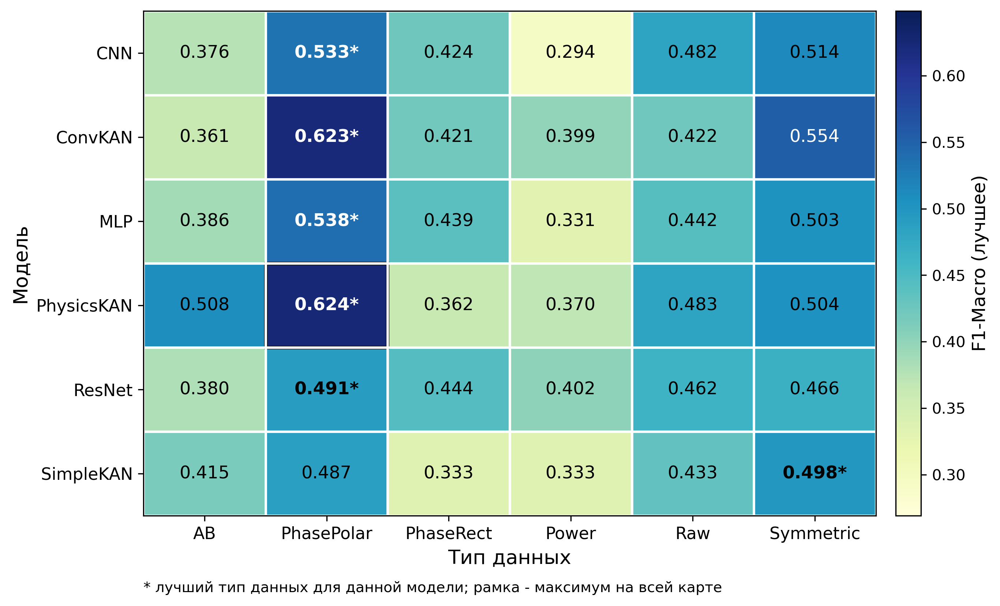 CNN 0.376 0.533* 0.424 0.294 0.482 0.514
ConvKAN 0.361 0.623* 0.421 0.399 0.422 0.554
MLP 0.386 0.538* 0.439 0.331 0.442 0.503
PhysicsKAN 0.508 0.624* 0.362 0.370 0.483 0.504
ResNet 0.380 0.491* 0.444 0.402 0.462 0.466
SimpleKAN 0.415 0.487 0.333 0.333 0.433 0.498*
AB PhasePolar PhaseRect Power Raw Symmetric
Тип данных
Модель
0.60
0.55
0.50
0.45
0.40
0.35
0.30
F1-Macro (лучшее)
* лучший тип данных для данной модели; рамка - максимум на всей карте